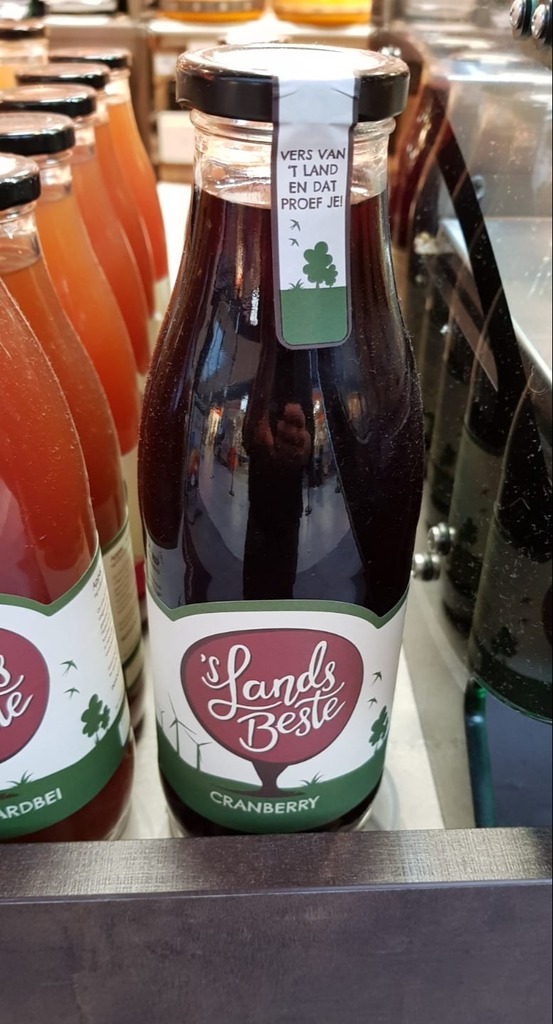 VERS VAN
'T LAND
EN DAT
PROEF JE!
'S Lands
Beste
CRANBERRY
ARDBEI